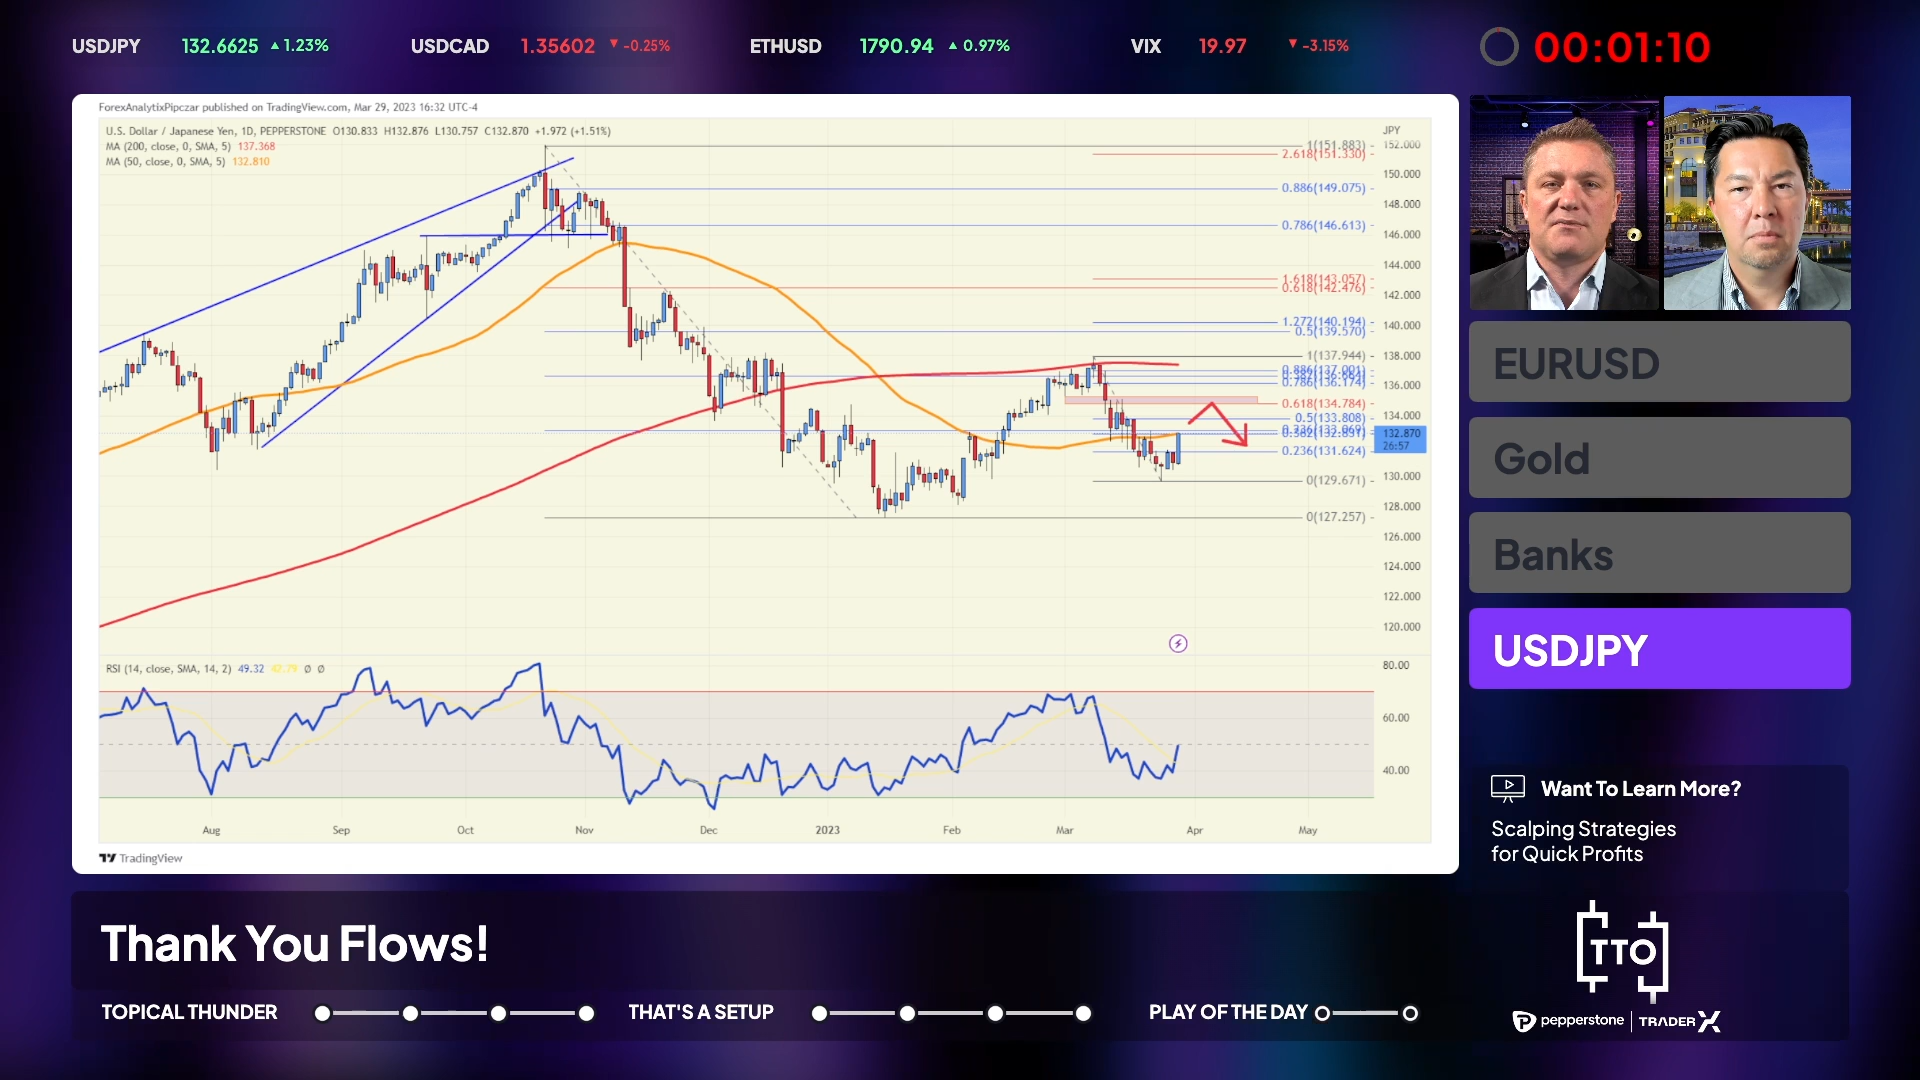 USDJPY 132.6625 ▲ 1.23% USDCAD 1.35602 ▼ -0.25% ETHUSD 1790.94 ▲ 0.97% VIX 19.97 ▼ -3.15% 00:01:10
ForexAnalytixPipczar published on TradingView.com, Mar 29, 2023 16:32 UTC-4
U.S. Dollar / Japanese Yen, 1D, PEPPERSTONE O130.833 H132.876 L130.757 C132.870 +1.972 (+1.51%)
MA (200, close, 0, SMA, 5) 137.368
MA (50, close, 0, SMA, 5) 132.810
JPY
152.000
150.000
148.000
146.000
144.000
142.000
140.000
138.000
136.000
134.000
132.870
26:57
130.000
128.000
126.000
124.000
122.000
120.000
1(151.883)
2.618(151.330)
0.886(149.075)
0.786(146.613)
1.618(143.057)
0.618(142.476)
1.272(140.194)
0.5(139.570)
1(137.944)
0.886(137.001)
0.786(136.174)
0.618(134.784)
0.5(133.808)
0.236(131.624)
0(129.671)
0(127.257)
RSI (14, close, SMA, 14, 2) 49.32 42.79 Ø Ø
80.00
60.00
40.00
Aug Sep Oct Nov Dec 2023 Feb Mar Apr May
TradingView
EURUSD
Gold
Banks
USDJPY
Want To Learn More?
Scalping Strategies
for Quick Profits
Thank You Flows!
TOPICAL THUNDER THAT'S A SETUP PLAY OF THE DAY
TTO
pepperstone | TRADER X